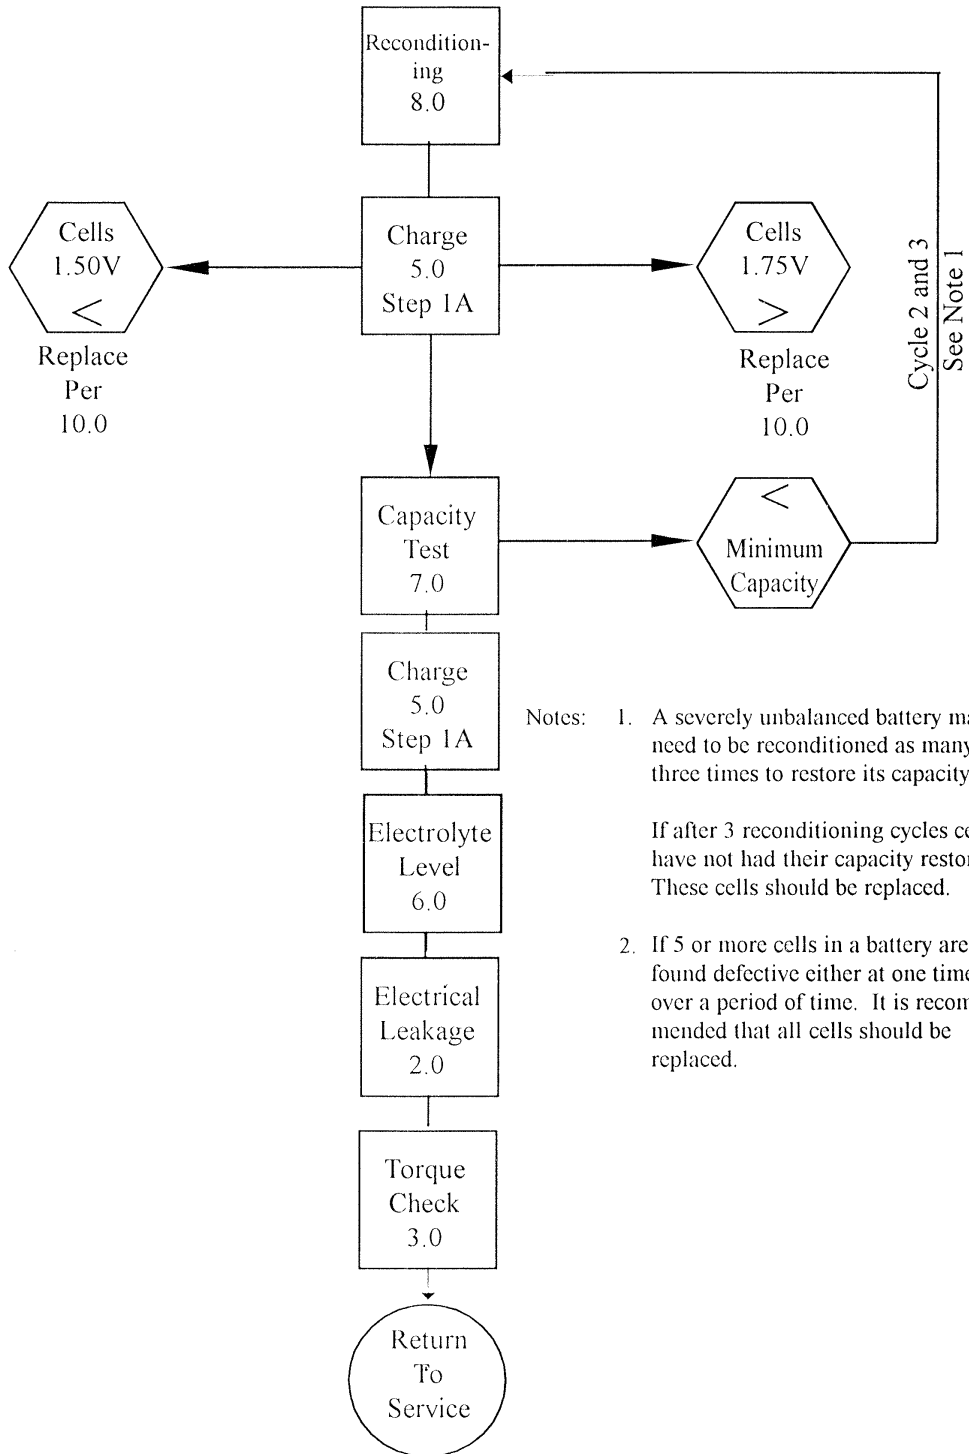 Recondition-
ing
8.0
Charge
5.0
Step 1A
Cells
1.50V
<
Replace
Per
10.0
Cells
1.75V
>
Replace
Per
10.0
Cycle 2 and 3
See Note 1
Capacity
Test
7.0
<
Minimum
Capacity
Charge
5.0
Step 1A
Electrolyte
Level
6.0
Electrical
Leakage
2.0
Torque
Check
3.0
Return
To
Service
Notes: 1. A severely unbalanced battery ma
need to be reconditioned as many
three times to restore its capacity
If after 3 reconditioning cycles ce
have not had their capacity restor
These cells should be replaced.
2. If 5 or more cells in a battery are
found defective either at one time
over a period of time. It is recom
mended that all cells should be
replaced.